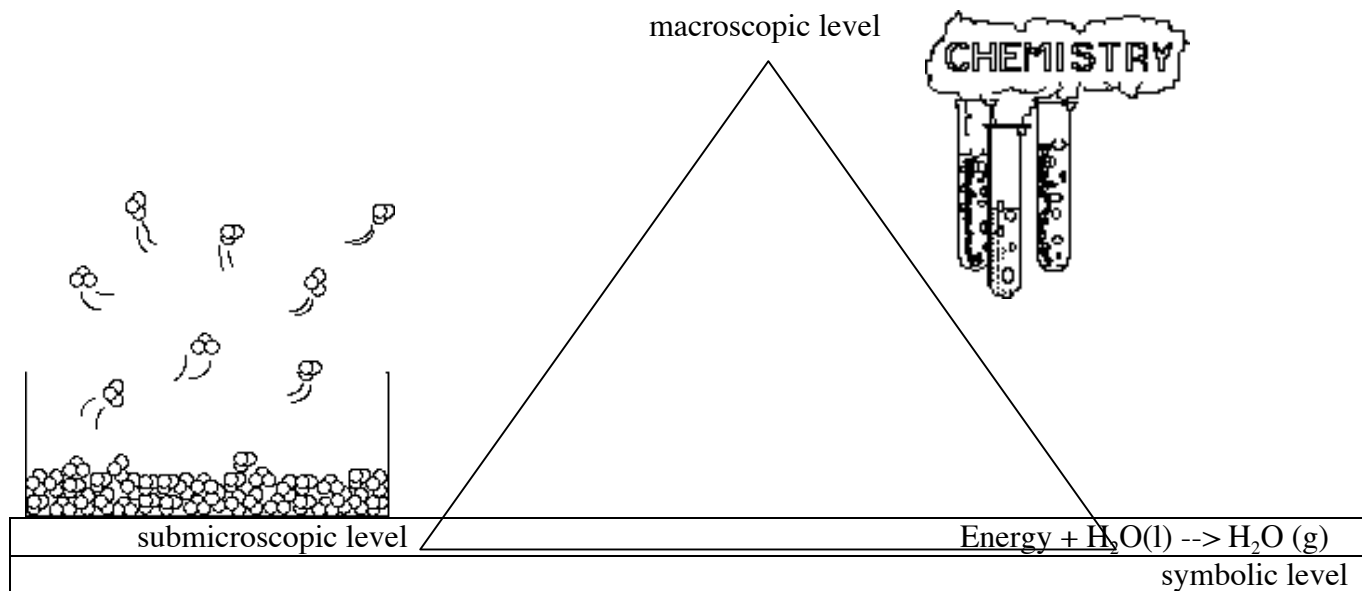 macroscopic level
CHEMISTRY
submicroscopic level
Energy + H₂O(l) --> H₂O (g)
symbolic level